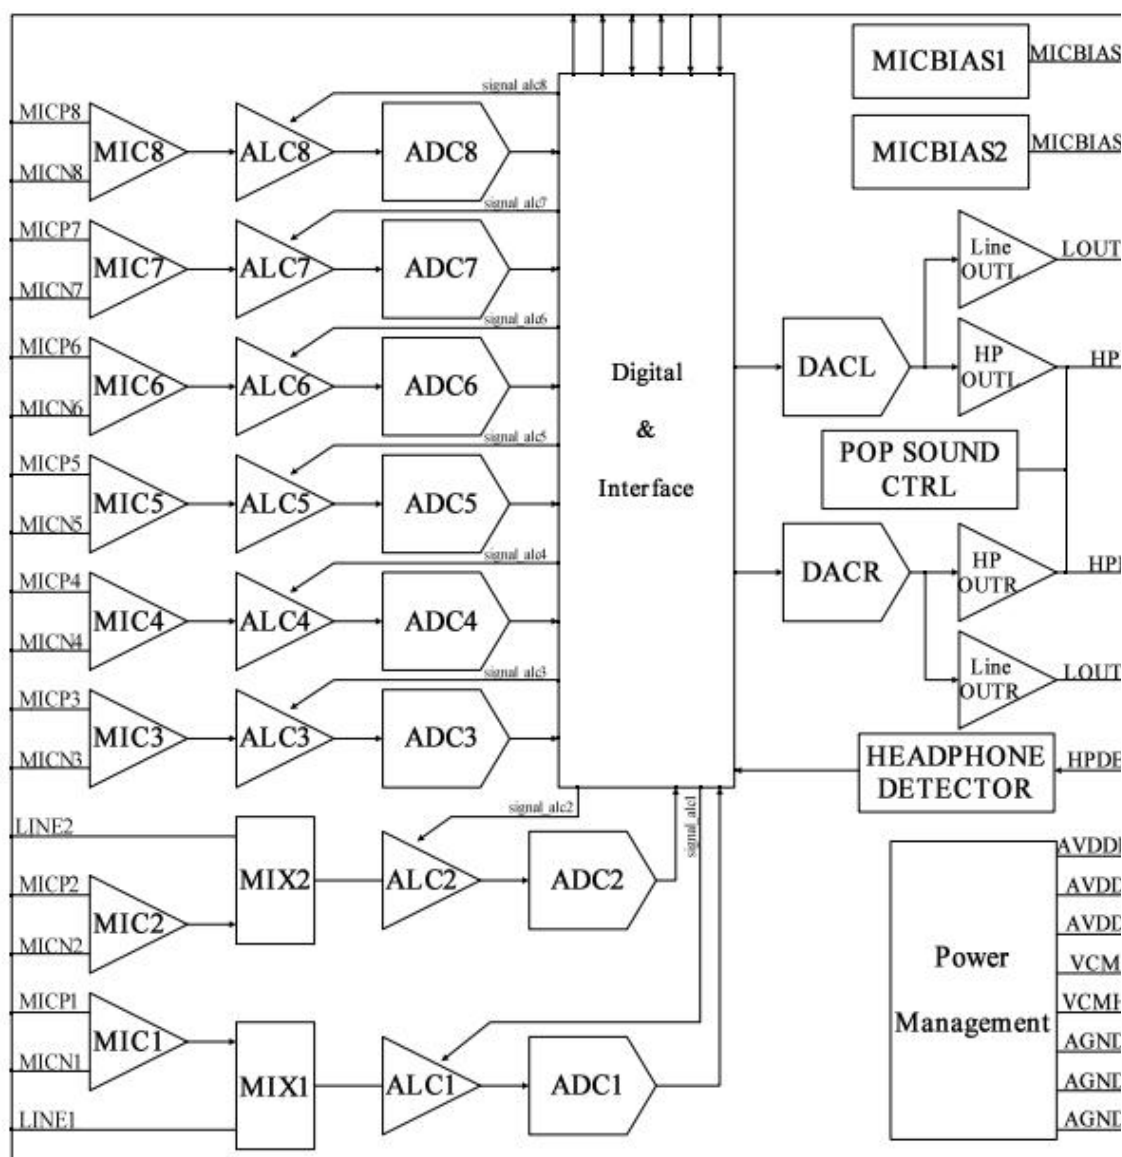 MICBIAS1
MICBIAS
MICBIAS2
MICBIAS
signal_alc8
MICP8
MIC8
ALC8
ADC8
MICN8
signal_alc7
MICP7
MIC7
ALC7
ADC7
MICN7
signal_alc6
MICP6
MIC6
ALC6
ADC6
MICN6
signal_alc5
MICP5
MIC5
ALC5
ADC5
MICN5
signal_alc4
MICP4
MIC4
ALC4
ADC4
MICN4
signal_alc3
MICP3
MIC3
ALC3
ADC3
MICN3
Digital
&
Interface
Line
OUTL
LOUT
DACL
HP
OUTL
HP
POP SOUND
CTRL
DACR
HP
OUTR
HP
Line
OUTR
LOUT
HEADPHONE
DETECTOR
HPDE
signal_alc2
signal_alc1
LINE2
MIX2
ALC2
ADC2
MICP2
MIC2
MICN2
MICP1
MIC1
MICN1
MIX1
ALC1
ADC1
LINE1
Power
Management
AVDD
AVDD
AVDD
VCM
VCMH
AGND
AGND
AGND